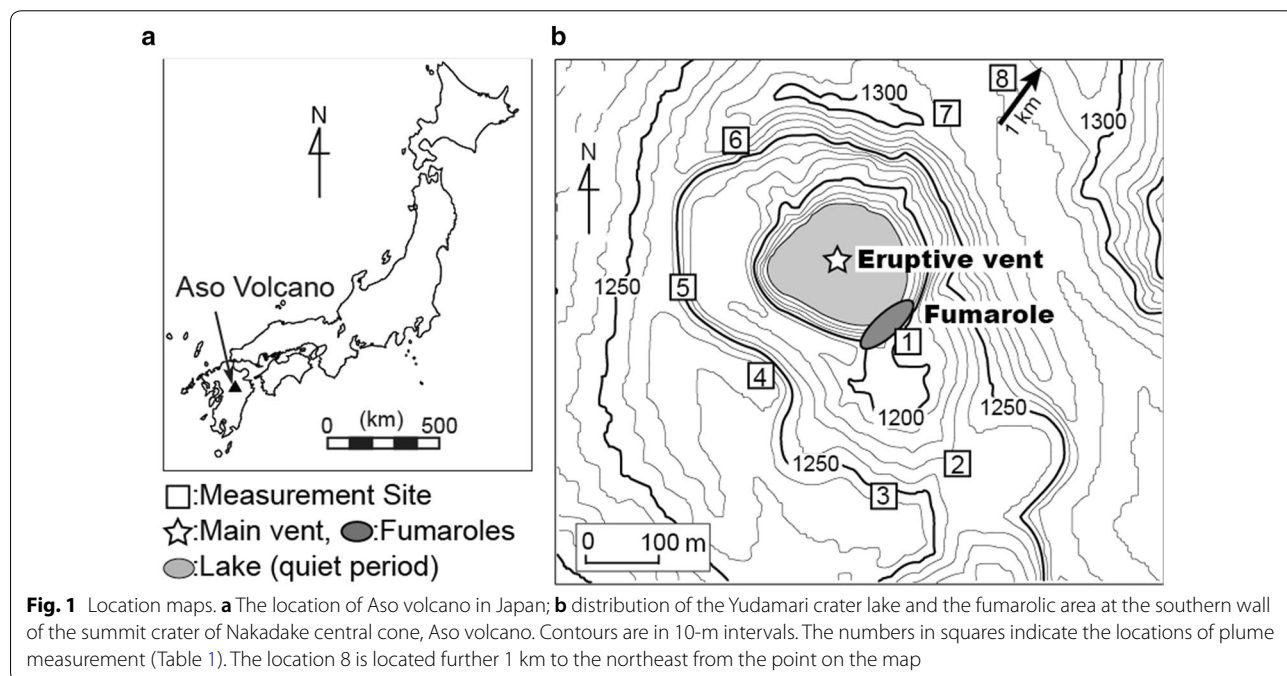 a
N
Aso Volcano
(km)
0 500
□:Measurement Site
☆:Main vent, :Fumaroles
:Lake (quiet period)
b
8
1300
7
1 km
1300
6
N
1250
Eruptive vent
5
Fumarole
1
4
1200
1250
1250
2
3
0 100 m
Fig. 1 Location maps. a The location of Aso volcano in Japan; b distribution of the Yudamari crater lake and the fumarolic area at the southern wall
of the summit crater of Nakadake central cone, Aso volcano. Contours are in 10-m intervals. The numbers in squares indicate the locations of plume
measurement (Table 1). The location 8 is located further 1 km to the northeast from the point on the map